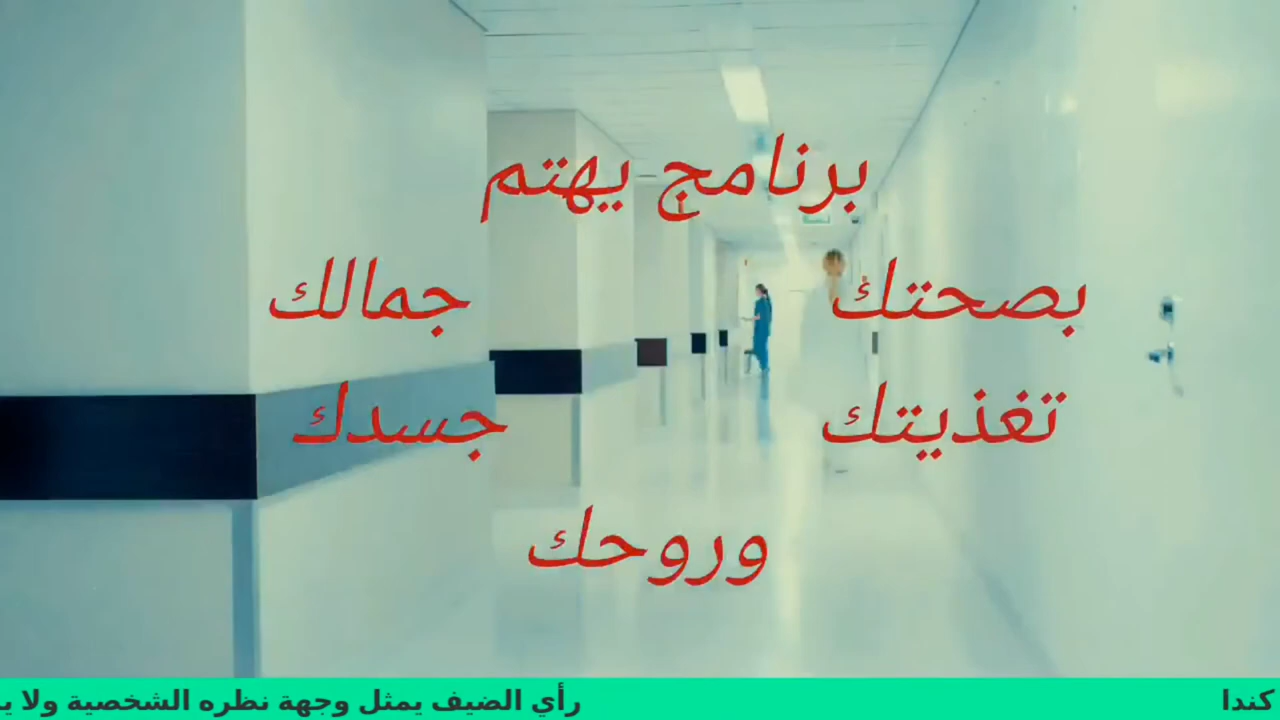 برنامج يهتم
بصحتك جمالك
تغذيتك جسدك
وروحك
كندا رأي الضيف يمثل وجهة نظره الشخصية ولا